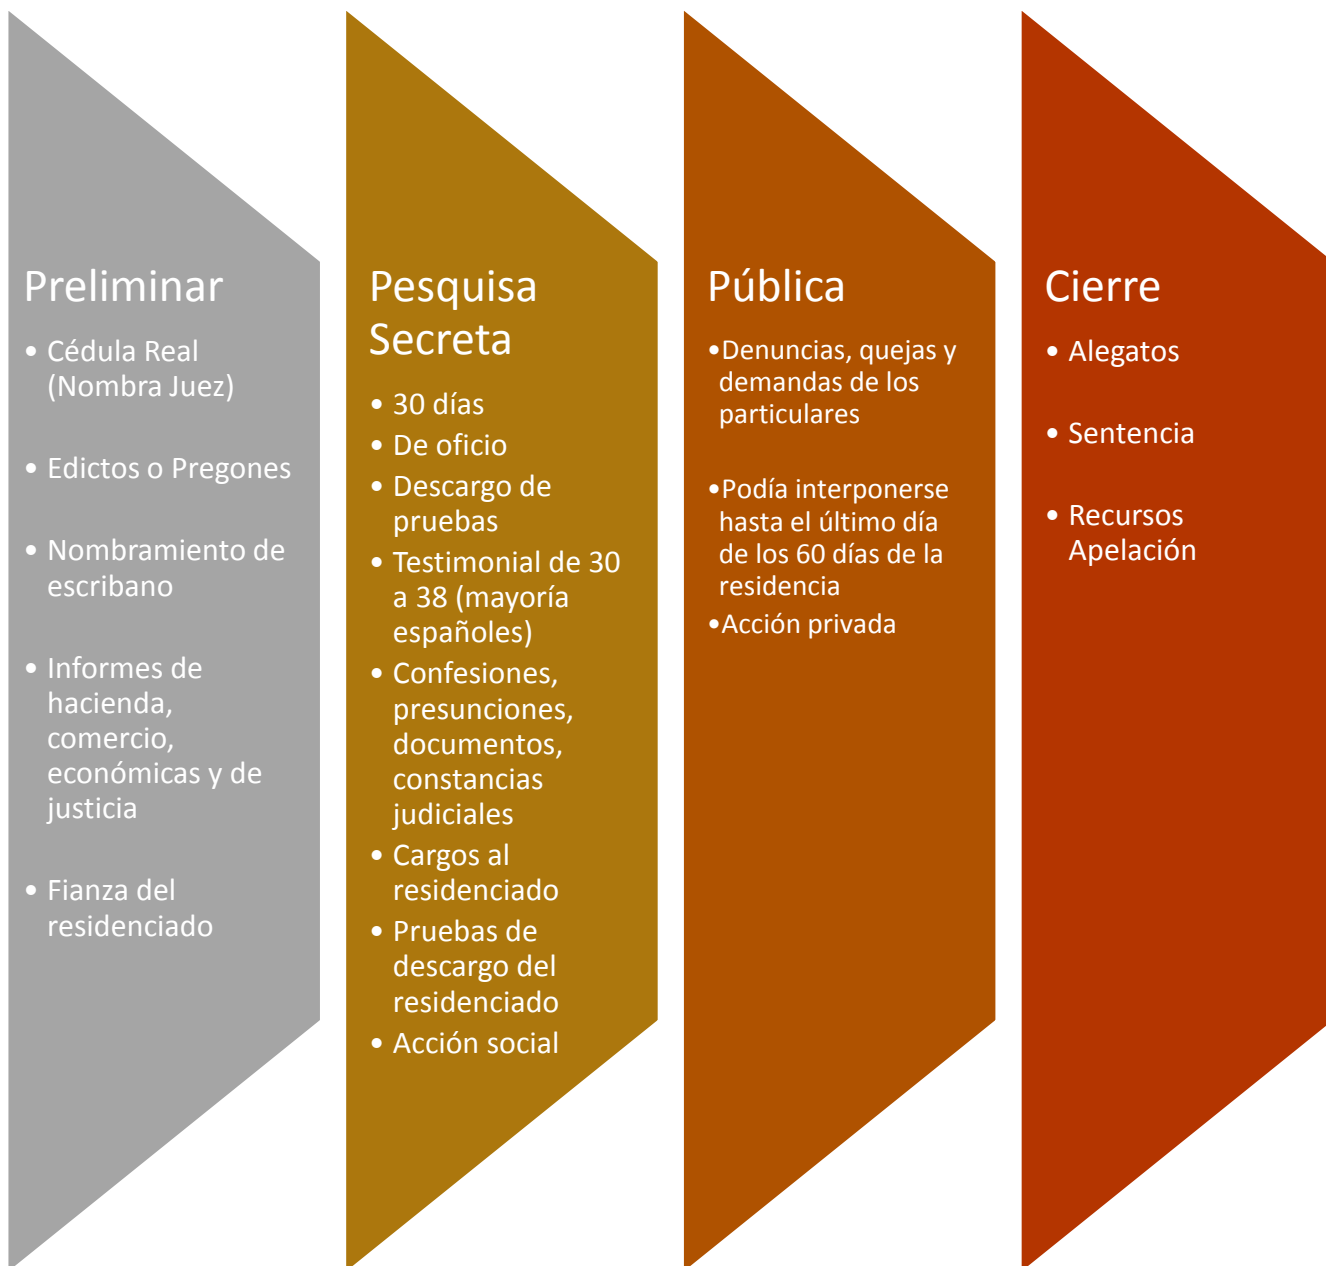 Preliminar
• Cédula Real
(Nombra Juez)
• Edictos o Pregones
• Nombramiento de
escribano
• Informes de
hacienda,
comercio,
económicas y de
justicia
• Fianza del
residenciado
Pesquisa
Secreta
• 30 días
• De oficio
• Descargo de
pruebas
• Testimonial de 30
a 38 (mayoría
españoles)
• Confesiones,
presunciones,
documentos,
constancias
judiciales
• Cargos al
residenciado
• Pruebas de
descargo del
residenciado
• Acción social
Pública
•Denuncias, quejas y
demandas de los
particulares
•Podía interponerse
hasta el último día
de los 60 días de la
residencia
•Acción privada
Cierre
• Alegatos
• Sentencia
• Recursos
Apelación